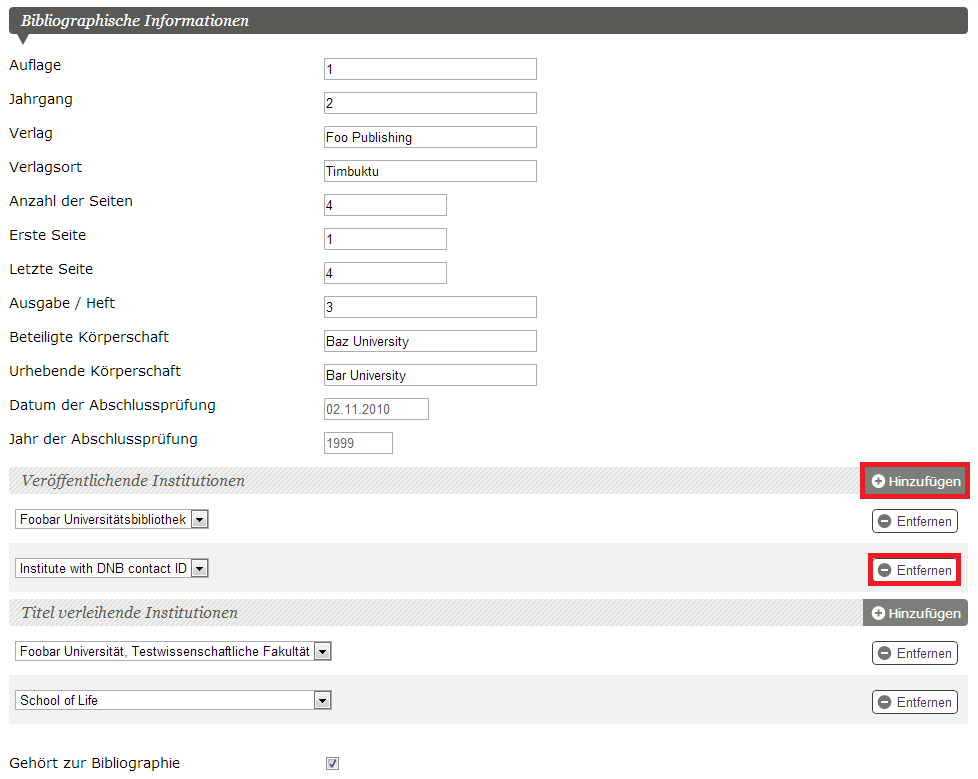 Bibliographische Informationen
Auflage 1
Jahrgang 2
Verlag Foo Publishing
Verlagsort Timbuktu
Anzahl der Seiten 4
Erste Seite 1
Letzte Seite 4
Ausgabe / Heft 3
Beteiligte Körperschaft Baz University
Urhebende Körperschaft Bar University
Datum der Abschlussprüfung 02.11.2010
Jahr der Abschlussprüfung 1999
Veröffentlichende Institutionen Hinzufügen
Foobar Universitätsbibliothek Entfernen
Institute with DNB contact ID Entfernen
Titel verleihende Institutionen Hinzufügen
Foobar Universität, Testwissenschaftliche Fakultät Entfernen
School of Life Entfernen
Gehört zur Bibliographie